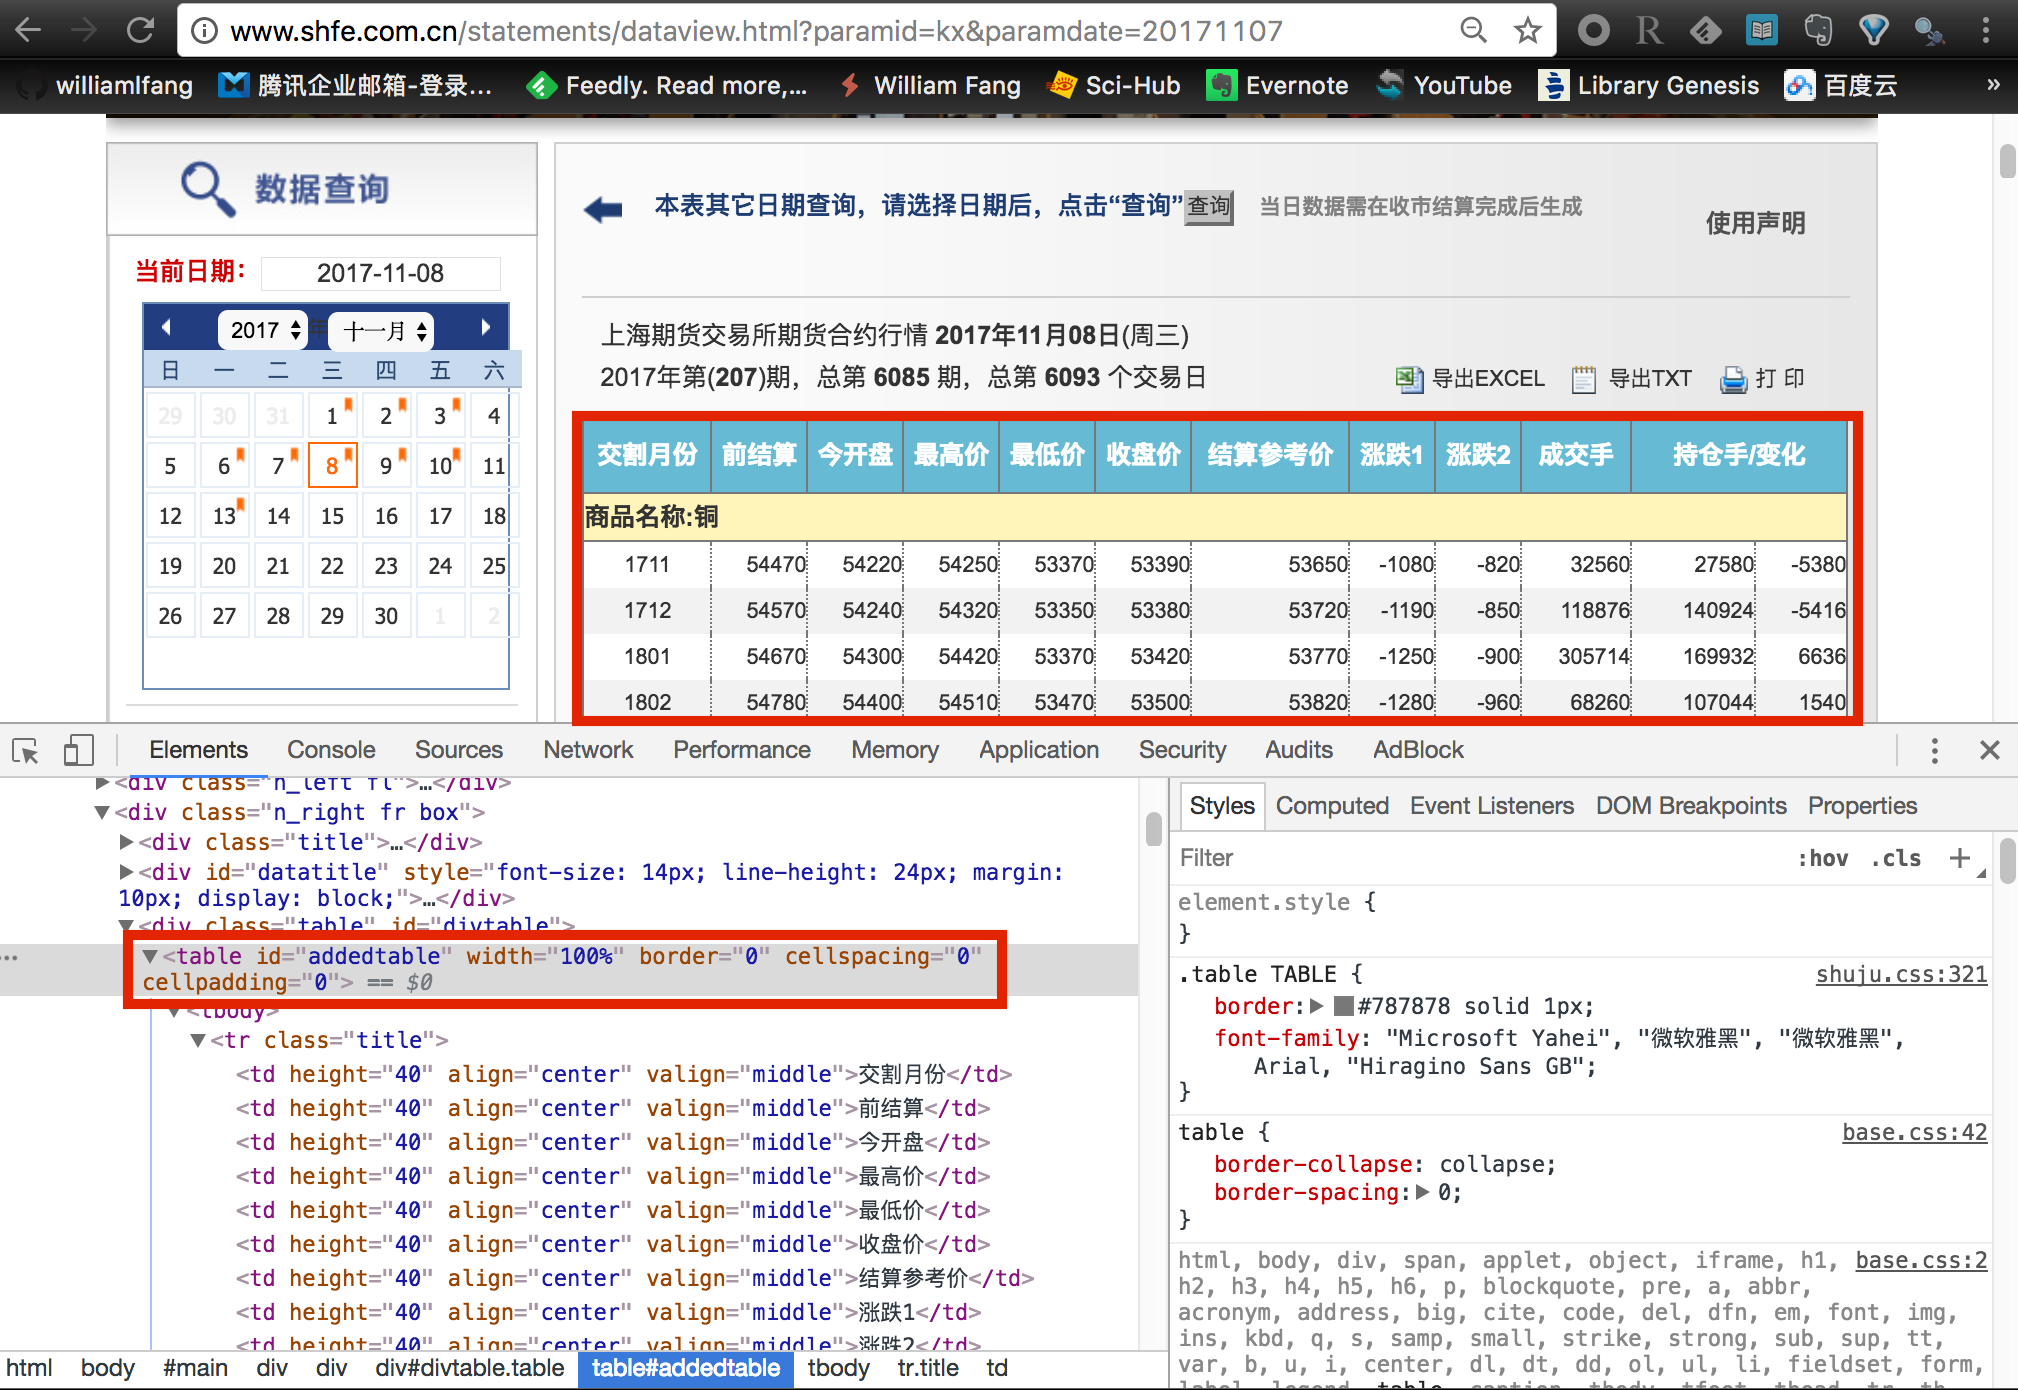 www.shfe.com.cn/statements/dataview.html?paramid=kx&paramdate=20171107
williamlfang 腾讯企业邮箱-登录... Feedly. Read more,... William Fang Sci-Hub Evernote YouTube Library Genesis 百度云 »
数据查询
本表其它日期查询，请选择日期后，点击“查询” 查询 当日数据需在收市结算完成后生成
使用声明
当前日期： 2017-11-08
2017 年 十一月
日 一 二 三 四 五 六
29 30 31 1 2 3 4
5 6 7 8 9 10 11
12 13 14 15 16 17 18
19 20 21 22 23 24 25
26 27 28 29 30 1 2
上海期货交易所期货合约行情 2017年11月08日(周三)
2017年第(207)期，总第 6085 期，总第 6093 个交易日
导出EXCEL 导出TXT 打 印
交割月份 前结算 今开盘 最高价 最低价 收盘价 结算参考价 涨跌1 涨跌2 成交手 持仓手/变化
商品名称:铜
1711 54470 54220 54250 53370 53390 53650 -1080 -820 32560 27580 -5380
1712 54570 54240 54320 53350 53380 53720 -1190 -850 118876 140924 -5416
1801 54670 54300 54420 53370 53420 53770 -1250 -900 305714 169932 6636
1802 54780 54400 54510 53470 53500 53820 -1280 -960 68260 107044 1540
Elements Console Sources Network Performance Memory Application Security Audits AdBlock
<div class="n_left fl">…</div>
<div class="n_right fr box">
<div class="title">…</div>
<div id="datatitle" style="font-size: 14px; line-height: 24px; margin:
10px; display: block;">…</div>
<div class="table" id="divtable">
<table id="addedtable" width="100%" border="0" cellspacing="0"
cellpadding="0"> == $0
<tbody>
<tr class="title">
<td height="40" align="center" valign="middle">交割月份</td>
<td height="40" align="center" valign="middle">前结算</td>
<td height="40" align="center" valign="middle">今开盘</td>
<td height="40" align="center" valign="middle">最高价</td>
<td height="40" align="center" valign="middle">最低价</td>
<td height="40" align="center" valign="middle">收盘价</td>
<td height="40" align="center" valign="middle">结算参考价</td>
<td height="40" align="center" valign="middle">涨跌1</td>
<td height="40" align="center" valign="middle">涨跌2</td>
html body #main div div div#divtable.table table#addedtable tbody tr.title td
Styles Computed Event Listeners DOM Breakpoints Properties
Filter :hov .cls +
element.style {
}
.table TABLE { shuju.css:321
border: #787878 solid 1px;
font-family: "Microsoft Yahei", "微软雅黑", "微软雅黑",
Arial, "Hiragino Sans GB";
}
table { base.css:42
border-collapse: collapse;
border-spacing: 0;
}
html, body, div, span, applet, object, iframe, h1, base.css:2
h2, h3, h4, h5, h6, p, blockquote, pre, a, abbr,
acronym, address, big, cite, code, del, dfn, em, font, img,
ins, kbd, q, s, samp, small, strike, strong, sub, sup, tt,
var, b, u, i, center, dl, dt, dd, ol, ul, li, fieldset, form,
label, legend, table, caption, tbody, tfoot, thead, tr, th,